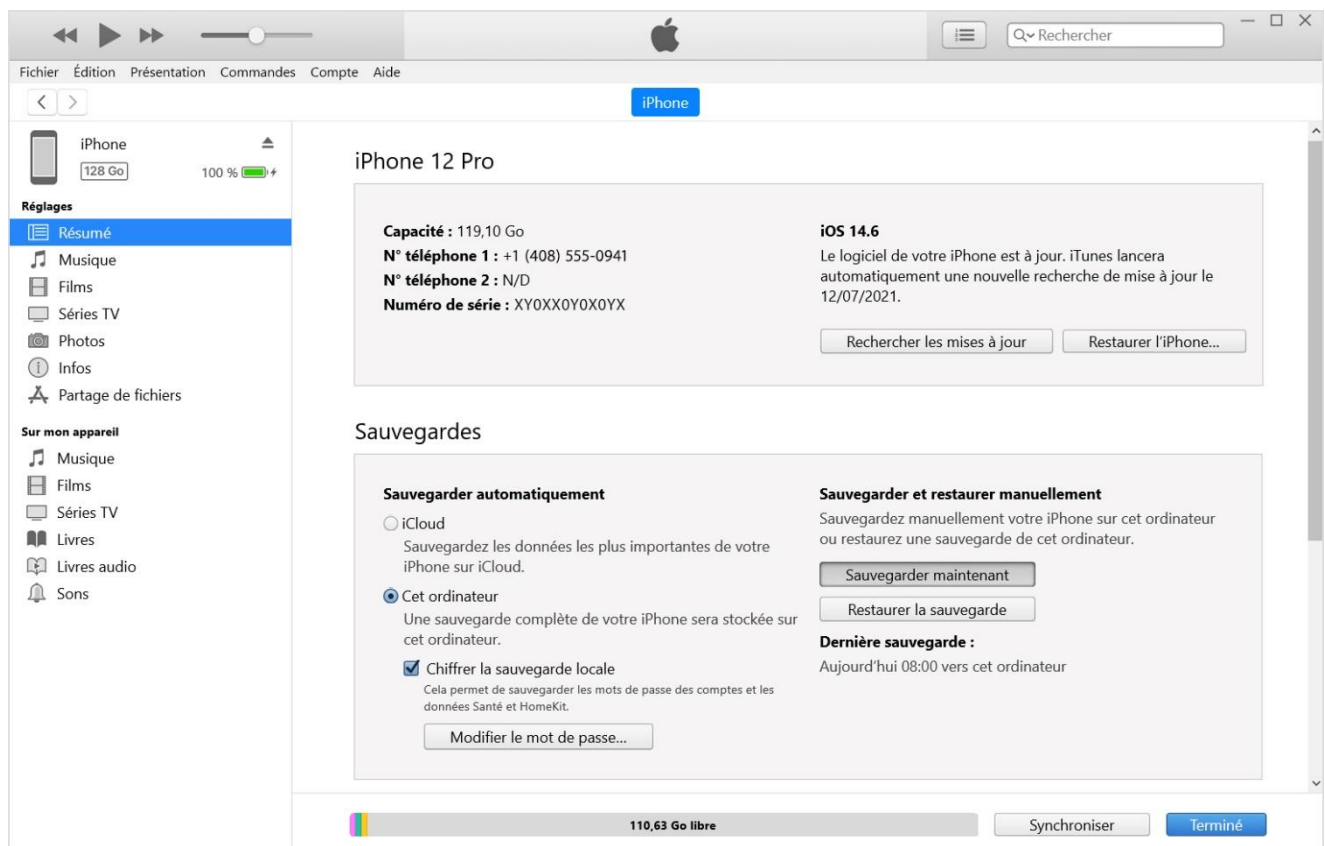 Rechercher
Fichier Édition Présentation Commandes Compte Aide
iPhone
iPhone
128 Go
100 %
Réglages
Résumé
Musique
Films
Séries TV
Photos
Infos
Partage de fichiers
Sur mon appareil
Musique
Films
Séries TV
Livres
Livres audio
Sons
iPhone 12 Pro
Capacité : 119,10 Go
N° téléphone 1 : +1 (408) 555-0941
N° téléphone 2 : N/D
Numéro de série : XY0XX0Y0X0YX
iOS 14.6
Le logiciel de votre iPhone est à jour. iTunes lancera
automatiquement une nouvelle recherche de mise à jour le
12/07/2021.
Rechercher les mises à jour
Restaurer l’iPhone...
Sauvegardes
Sauvegarder automatiquement
iCloud
Sauvegardez les données les plus importantes de votre
iPhone sur iCloud.
Cet ordinateur
Une sauvegarde complète de votre iPhone sera stockée sur
cet ordinateur.
Chiffrer la sauvegarde locale
Cela permet de sauvegarder les mots de passe des comptes et les
données Santé et HomeKit.
Modifier le mot de passe...
Sauvegarder et restaurer manuellement
Sauvegardez manuellement votre iPhone sur cet ordinateur
ou restaurez une sauvegarde de cet ordinateur.
Sauvegarder maintenant
Restaurer la sauvegarde
Dernière sauvegarde :
Aujourd’hui 08:00 vers cet ordinateur
110,63 Go libre
Synchroniser
Terminé